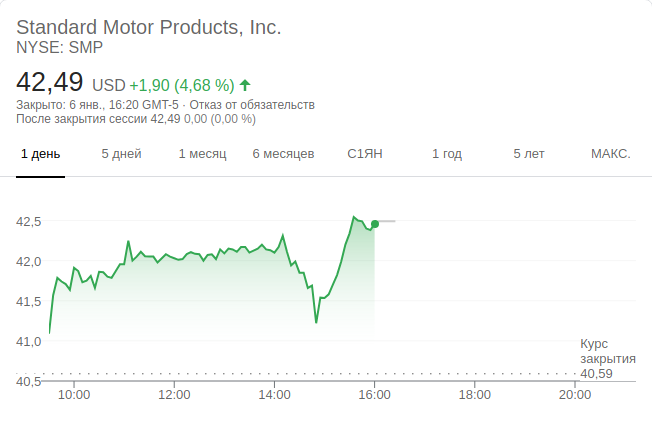 Standard Motor Products, Inc.
NYSE: SMP
42,49 USD +1,90 (4,68 %)
Закрыто: 6 янв., 16:20 GMT-5 · Отказ от обязательств
После закрытия сессии 42,49 0,00 (0,00 %)
1 день 5 дней 1 месяц 6 месяцев С1ЯН 1 год 5 лет МАКС.
42,5
42,0
41,5
41,0
Курс
закрытия
40,59
40,5
10:00 12:00 14:00 16:00 18:00 20:00